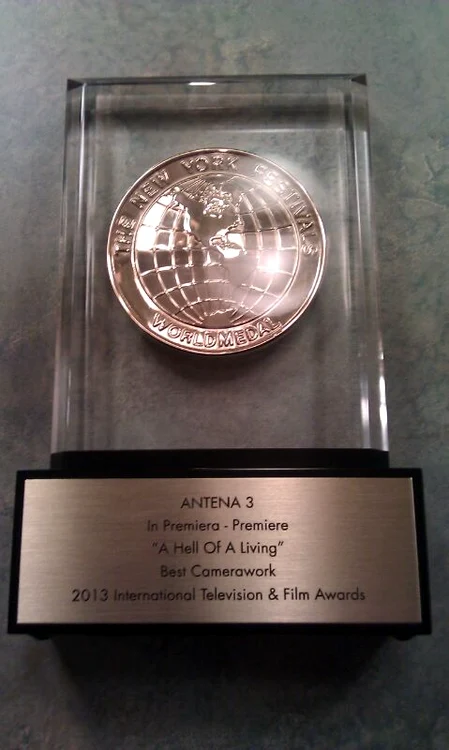 THE NEW YORK FESTIVALS
WORLDMEDAL
ANTENA 3
In Premiera - Premiere
"A Hell Of A Living"
Best Camerawork
2013 International Television & Film Awards